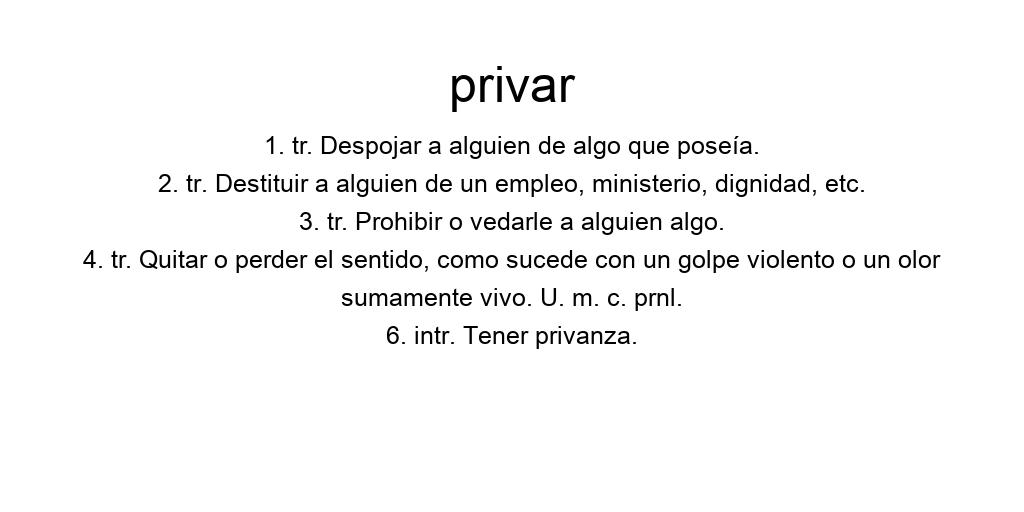 privar
1. tr. Despojar a alguien de algo que poseía.
2. tr. Destituir a alguien de un empleo, ministerio, dignidad, etc.
3. tr. Prohibir o vedarle a alguien algo.
4. tr. Quitar o perder el sentido, como sucede con un golpe violento o un olor
sumamente vivo. U. m. c. prnl.
6. intr. Tener privanza.